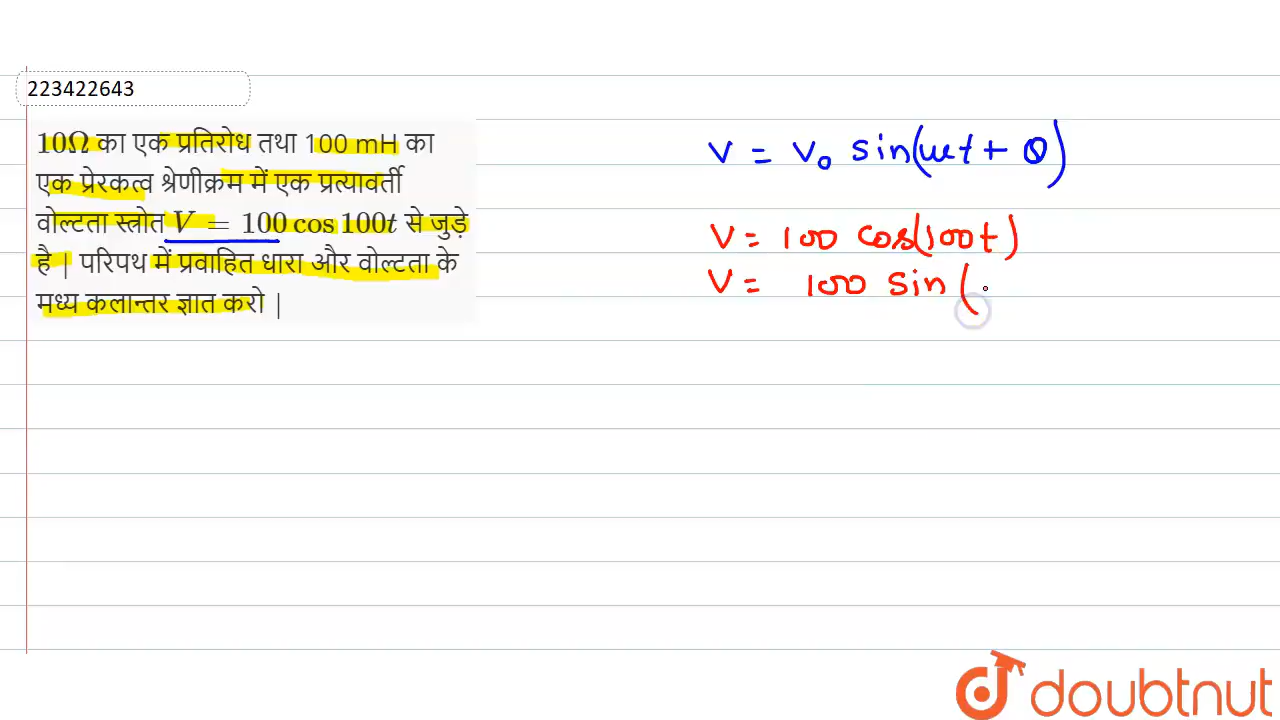 223422643
10Ω का एक प्रतिरोध तथा 100 mH का
एक प्रेरकत्व श्रेणीक्रम में एक प्रत्यावर्ती
वोल्टता स्त्रोत V = 100 cos 100t से जुड़े
है | परिपथ में प्रवाहित धारा और वोल्टता के
मध्य कलान्तर ज्ञात करो |
V = V₀ sin(ωt + θ)
V = 100 cos(100t)
V = 100 sin(
doubtnut